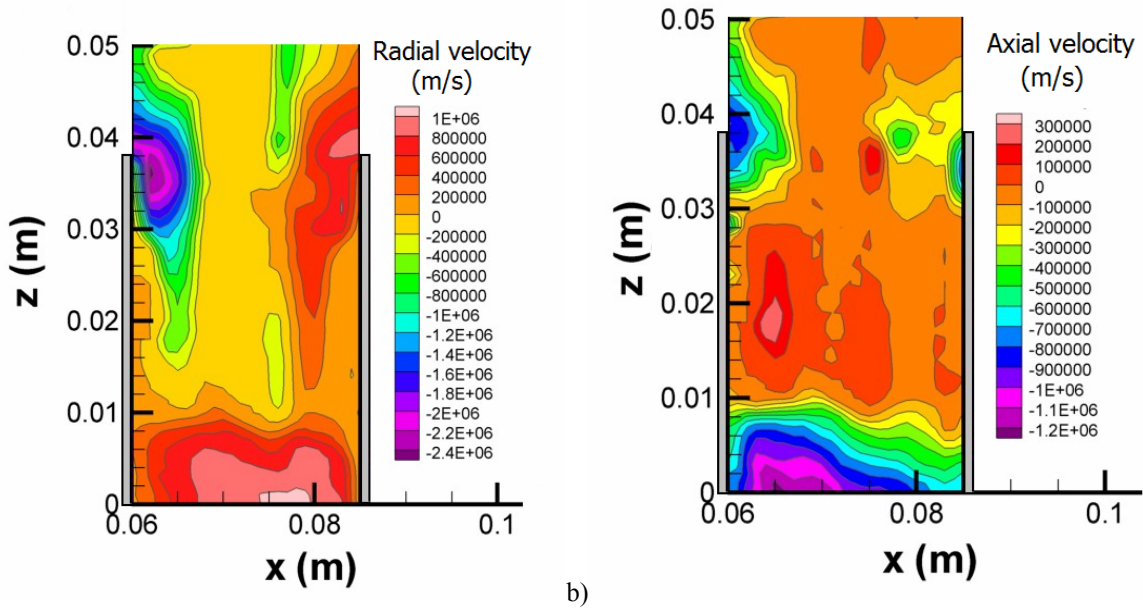 Radial velocity
(m/s)
1E+06
800000
600000
400000
200000
0
-200000
-400000
-600000
-800000
-1E+06
-1.2E+06
-1.4E+06
-1.6E+06
-1.8E+06
-2E+06
-2.2E+06
-2.4E+06
0.05
0.04
0.03
0.02
0.01
0
z (m)
0.06
0.08
0.1
x (m)
b)
Axial velocity
(m/s)
300000
200000
100000
0
-100000
-200000
-300000
-400000
-500000
-600000
-700000
-800000
-900000
-1E+06
-1.1E+06
-1.2E+06
0.05
0.04
0.03
0.02
0.01
0
z (m)
0.06
0.08
0.1
x (m)